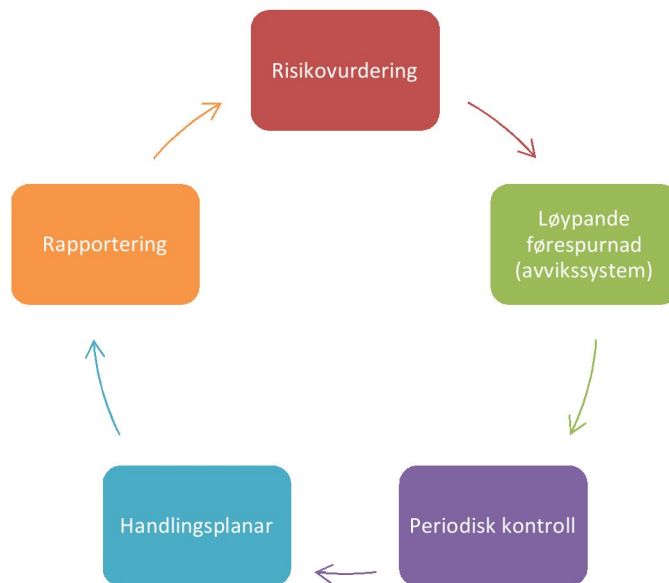 Risikovurdering
Løypande
førespurnad
(avvikssystem)
Periodisk kontroll
Handlingsplanar
Rapportering